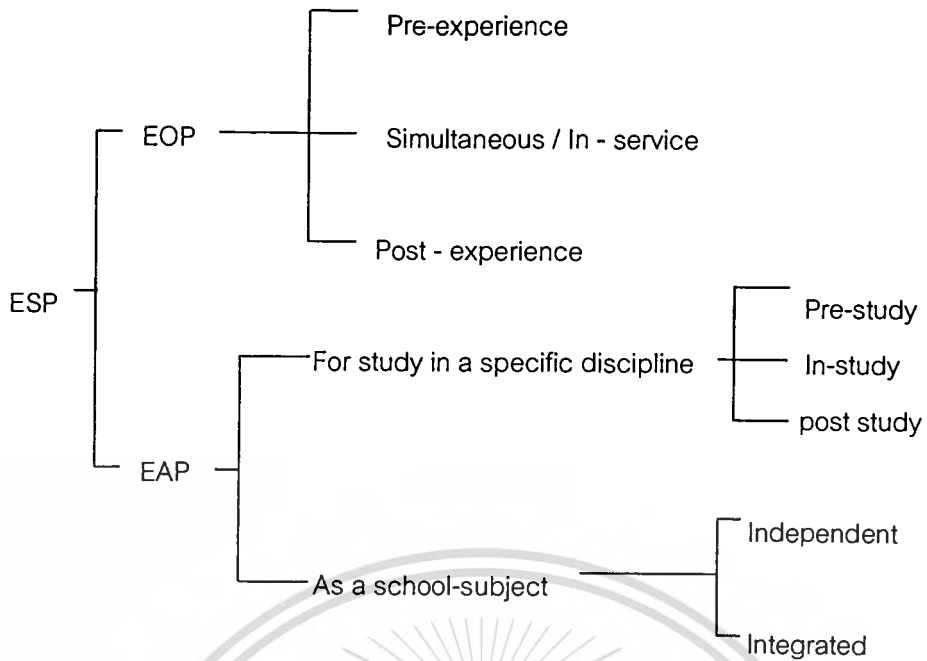 Pre-experience
EOP
Simultaneous / In - service
Post - experience
ESP
Pre-study
For study in a specific discipline
In-study
post study
EAP
Independent
As a school-subject
Integrated